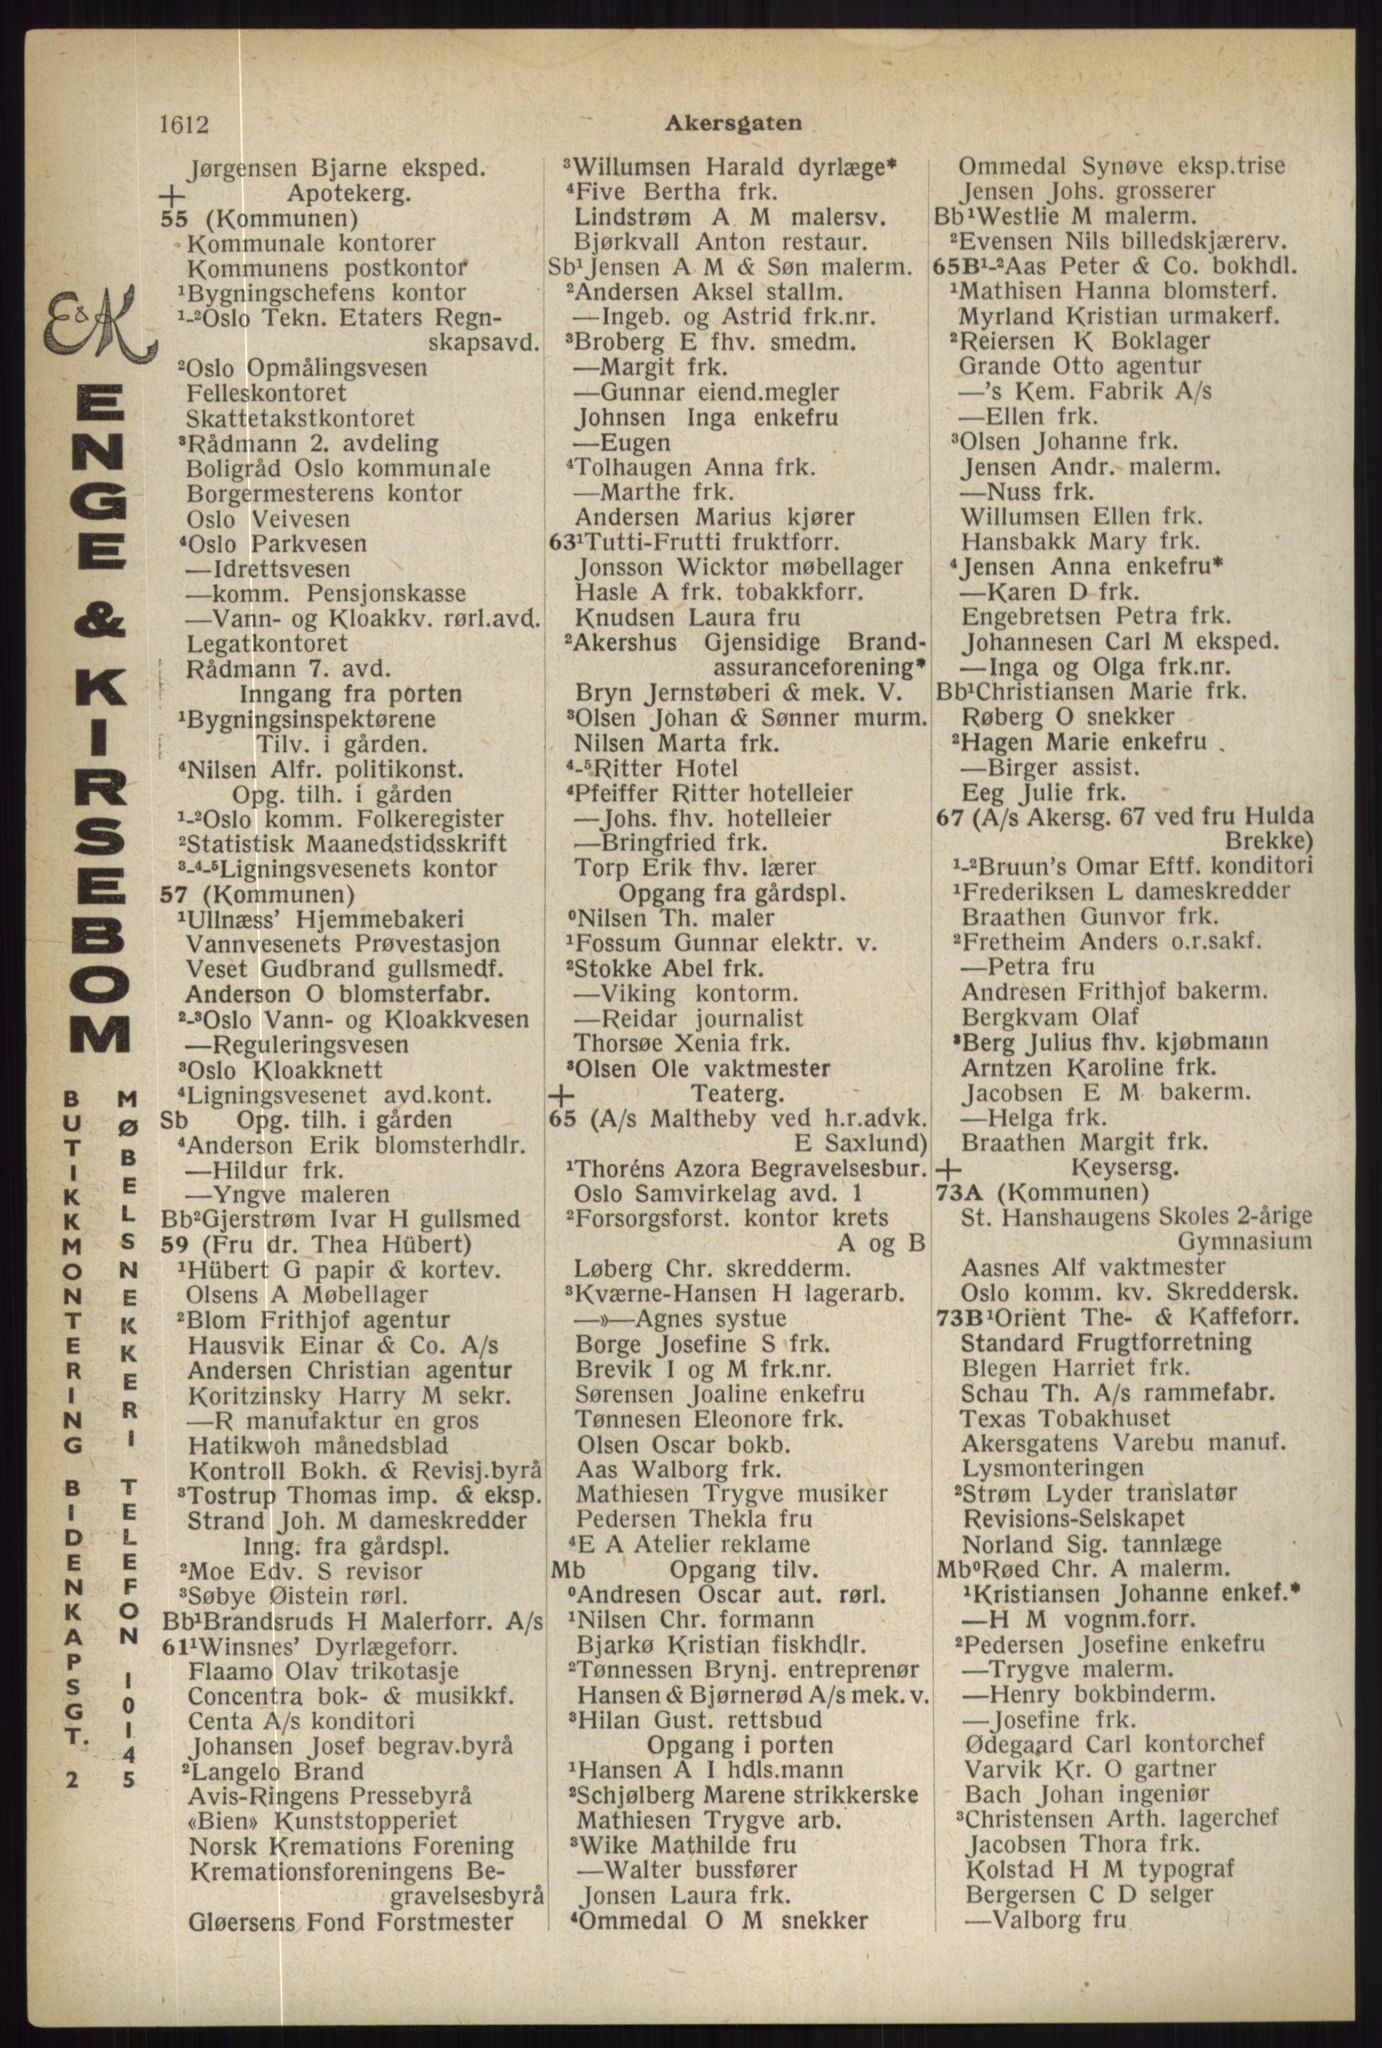 1612
Akersgaten
E&K
ENGE & KIRSEBOM
BUTIKKMONTERING BIDENKAPSGT. 2
MØBELSNEKKERI TELEFON 10145
Jørgensen Bjarne eksped.
+ Apotekerg.
55 (Kommunen)
Kommunale kontorer
Kommunens postkontor
¹Bygningschefens kontor
¹-²Oslo Tekn. Etaters Regn-
skapsavd.
²Oslo Opmålingsvesen
Felleskontoret
Skattetakstkontoret
³Rådmann 2. avdeling
Boligråd Oslo kommunale
Borgermesterens kontor
Oslo Veivesen
⁴Oslo Parkvesen
—Idrettsvesen
—komm. Pensjonskasse
—Vann- og Kloakkv. rørl.avd.
Legatkontoret
Rådmann 7. avd.
Inngang fra porten
¹Bygningsinspektørene
Tilv. i gården.
⁴Nilsen Alfr. politikonst.
Opg. tilh. i gården
¹-²Oslo komm. Folkeregister
²Statistisk Maanedstidsskrift
³-⁴-⁵Ligningsvesenets kontor
57 (Kommunen)
¹Ullnæss' Hjemmebakeri
Vannvesenets Prøvestasjon
Veset Gudbrand gullsmedf.
Anderson O blomsterfabr.
²-³Oslo Vann- og Kloakkvesen
—Reguleringsvesen
³Oslo Kloakknett
⁴Ligningsvesenet avd.kont.
Sb Opg. tilh. i gården
⁴Anderson Erik blomsterhdlr.
—Hildur frk.
—Yngve maleren
Bb²Gjerstrøm Ivar H gullsmed
59 (Fru dr. Thea Hübert)
¹Hübert G papir & kortev.
Olsens A Møbellager
²Blom Frithjof agentur
Hausvik Einar & Co. A/s
Andersen Christian agentur
Koritzinsky Harry M sekr.
—R manufaktur en gros
Hatikwoh månedsblad
Kontroll Bokh. & Revisj.byrå
³Tostrup Thomas imp. & eksp.
Strand Joh. M dameskredder
Inng. fra gårdspl.
²Moe Edv. S revisor
³Søbye Øistein rørl.
Bb¹Brandsruds H Malerforr. A/s
61¹Winsnes' Dyrlægeforr.
Flaamo Olav trikotasje
Concentra bok- & musikkf.
Centa A/s konditori
Johansen Josef begrav.byrå
²Langelo Brand
Avis-Ringens Pressebyrå
«Bien» Kunststopperiet
Norsk Kremations Forening
Kremationsforeningens Be-
gravelsesbyrå
Gløersens Fond Forstmester
³Willumsen Harald dyrlæge*
⁴Five Bertha frk.
Lindstrøm A M malersv.
Bjørkvall Anton restaur.
Sb¹Jensen A M & Søn malerm.
²Andersen Aksel stallm.
—Ingeb. og Astrid frk.nr.
³Broberg E fhv. smedm.
—Margit frk.
—Gunnar eiend.megler
Johnsen Inga enkefru
—Eugen
⁴Tolhaugen Anna frk.
—Marthe frk.
Andersen Marius kjører
63¹Tutti-Frutti fruktforr.
Jonsson Wicktor møbellager
Hasle A frk. tobakkforr.
Knudsen Laura fru
²Akershus Gjensidige Brand-
assuranceforening*
Bryn Jernstøberi & mek. V.
³Olsen Johan & Sønner murm.
Nilsen Marta frk.
⁴-⁵Ritter Hotel
⁴Pfeiffer Ritter hotelleier
—Johs. fhv. hotelleier
—Bringfried frk.
Torp Erik fhv. lærer
Opgang fra gårdspl.
⁰Nilsen Th. maler
¹Fossum Gunnar elektr. v.
²Stokke Abel frk.
—Viking kontorm.
—Reidar journalist
Thorsøe Xenia frk.
³Olsen Ole vaktmester
+ Teaterg.
65 (A/s Maltheby ved h.r.advk.
E Saxlund)
¹Thoréns Azora Begravelsesbur.
Oslo Samvirkelag avd. 1
²Forsorgsforst. kontor krets
A og B
Løberg Chr. skredderm.
³Kværne-Hansen H lagerarb.
—»—Agnes systue
Borge Josefine S frk.
Brevik I og M frk.nr.
Sørensen Joaline enkefru
Tønnesen Eleonore frk.
Olsen Oscar bokb.
Aas Walborg frk.
Mathiesen Trygve musiker
Pedersen Thekla fru
⁴E A Atelier reklame
Mb Opgang tilv.
⁰Andresen Oscar aut. rørl.
¹Nilsen Chr. formann
Bjarkø Kristian fiskhdlr.
²Tønnessen Brynj. entreprenør
Hansen & Bjørnerød A/s mek. v.
³Hilan Gust. rettsbud
Opgang i porten
¹Hansen A I hdls.mann
²Schjølberg Marene strikkerske
Mathiesen Trygve arb.
³Wike Mathilde fru
—Walter bussfører
Jonsen Laura frk.
⁴Ommedal O M snekker
Ommedal Synøve eksp.trise
Jensen Johs. grosserer
Bb¹Westlie M malerm.
²Evensen Nils billedskjærerv.
65B¹-²Aas Peter & Co. bokhdl.
¹Mathisen Hanna blomsterf.
Myrland Kristian urmakerf.
²Reiersen K Boklager
Grande Otto agentur
—'s Kem. Fabrik A/s
—Ellen frk.
³Olsen Johanne frk.
Jensen Andr. malerm.
—Nuss frk.
Willumsen Ellen frk.
Hansbakk Mary frk.
⁴Jensen Anna enkefru*
—Karen D frk.
Engebretsen Petra frk.
Johannesen Carl M eksped.
—Inga og Olga frk.nr.
Bb¹Christiansen Marie frk.
Røberg O snekker
²Hagen Marie enkefru
—Birger assist.
Eeg Julie frk.
67 (A/s Akersg. 67 ved fru Hulda
Brekke)
¹-²Bruun's Omar Eftf. konditori
¹Frederiksen L dameskredder
Braathen Gunvor frk.
²Fretheim Anders o.r.sakf.
—Petra fru
Andresen Frithjof bakerm.
Bergkvam Olaf
³Berg Julius fhv. kjøbmann
Arntzen Karoline frk.
Jacobsen E M bakerm.
—Helga frk.
Braathen Margit frk.
+ Keysersg.
73A (Kommunen)
St. Hanshaugens Skoles 2-årige
Gymnasium
Aasnes Alf vaktmester
Oslo komm. kv. Skreddersk.
73B¹Orient The- & Kaffeforr.
Standard Frugtforretning
Blegen Harriet frk.
Schau Th. A/s rammefabr.
Texas Tobakhuset
Akersgatens Varebu manuf.
Lysmonteringen
²Strøm Lyder translatør
Revisions-Selskapet
Norland Sig. tannlæge
Mb⁰Røed Chr. A malerm.
¹Kristiansen Johanne enkef.*
—H M vognm.forr.
²Pedersen Josefine enkefru
—Trygve malerm.
—Henry bokbinderm.
—Josefine frk.
Ødegaard Carl kontorchef
Varvik Kr. O gartner
Bach Johan ingeniør
³Christensen Arth. lagerchef
Jacobsen Thora frk.
Kolstad H M typograf
Bergersen C D selger
—Valborg fru